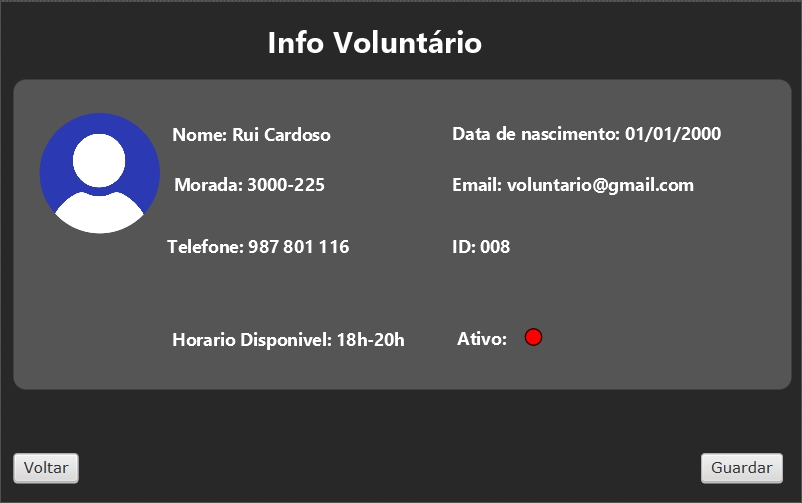 Info Voluntário
Nome: Rui Cardoso
Data de nascimento: 01/01/2000
Morada: 3000-225
Email: voluntario@gmail.com
Telefone: 987 801 116
ID: 008
Horario Disponivel: 18h-20h
Ativo:
Voltar
Guardar